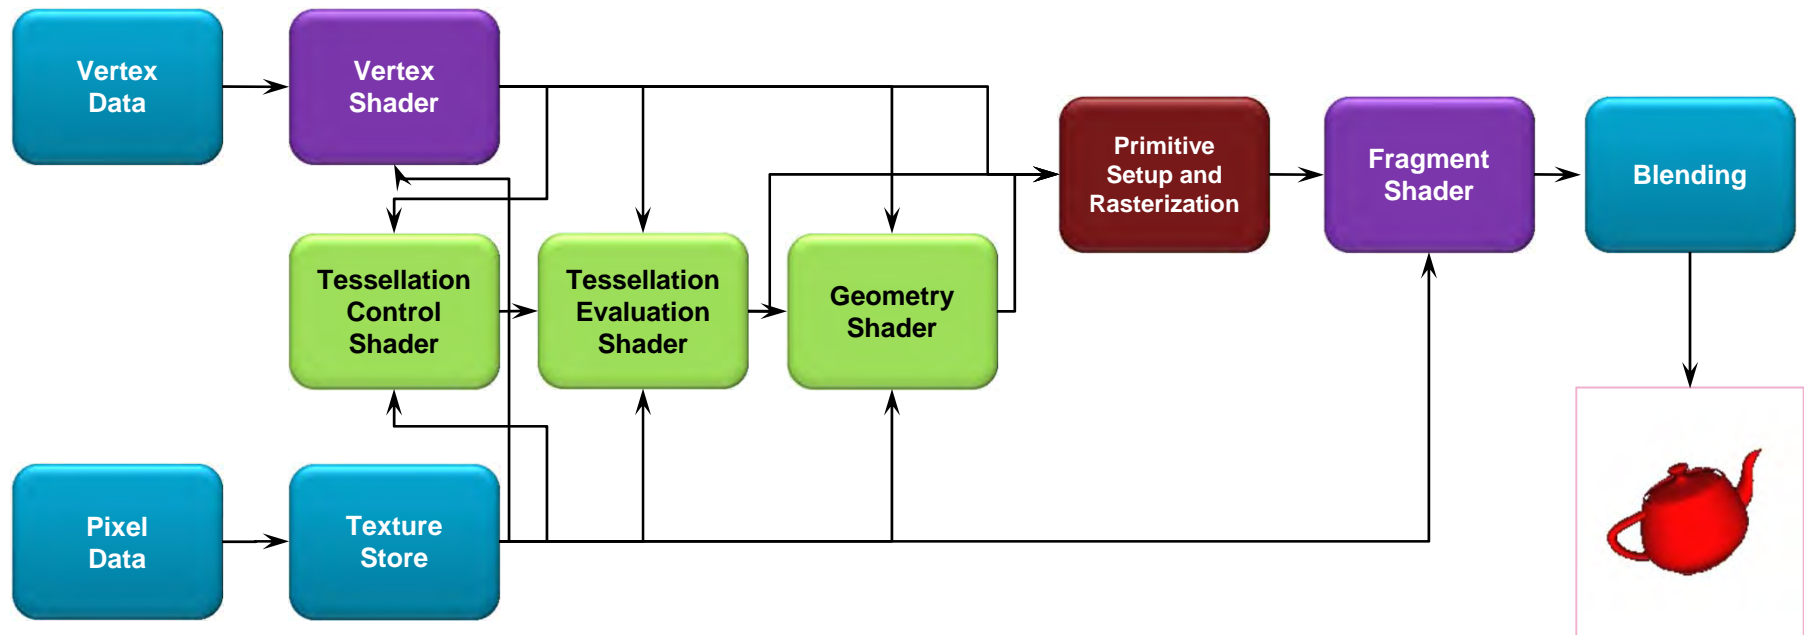 Vertex
Data
Vertex
Shader
Primitive
Setup and
Rasterization
Fragment
Shader
Blending
Tessellation
Control
Shader
Tessellation
Evaluation
Shader
Geometry
Shader
Pixel
Data
Texture
Store